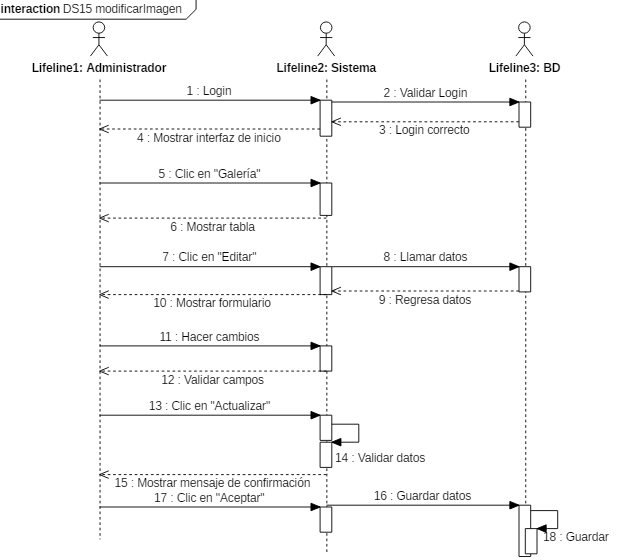 interaction DS15 modificarImagen
Lifeline1: Administrador
Lifeline2: Sistema
Lifeline3: BD
1 : Login
2 : Validar Login
3 : Login correcto
4 : Mostrar interfaz de inicio
5 : Clic en "Galería"
6 : Mostrar tabla
7 : Clic en "Editar"
8 : Llamar datos
9 : Regresa datos
10 : Mostrar formulario
11 : Hacer cambios
12 : Validar campos
13 : Clic en "Actualizar"
14 : Validar datos
15 : Mostrar mensaje de confirmación
16 : Guardar datos
17 : Clic en "Aceptar"
18 : Guardar